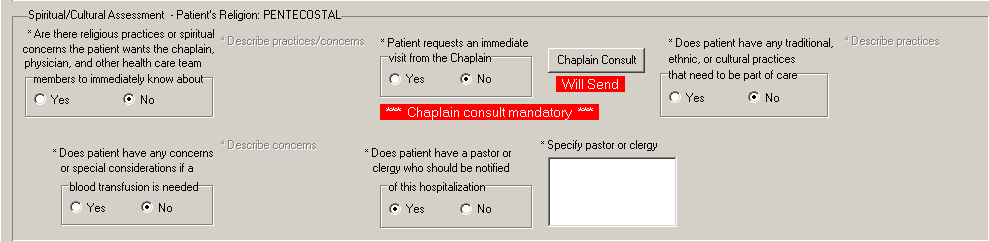 Spiritual/Cultural Assessment - Patient's Religion: PENTECOSTAL
* Are there religious practices or spiritual
concerns the patient wants the chaplain,
physician, and other health care team
members to immediately know about
Yes No
* Describe practices/concerns
* Patient requests an immediate
visit from the Chaplain
Yes No
Chaplain Consult
Will Send
*** Chaplain consult mandatory ***
* Does patient have any traditional,
ethnic, or cultural practices
that need to be part of care
Yes No
* Describe practices
* Does patient have any concerns
or special considerations if a
blood transfusion is needed
Yes No
* Describe concerns
* Does patient have a pastor or
clergy who should be notified
of this hospitalization
Yes No
* Specify pastor or clergy